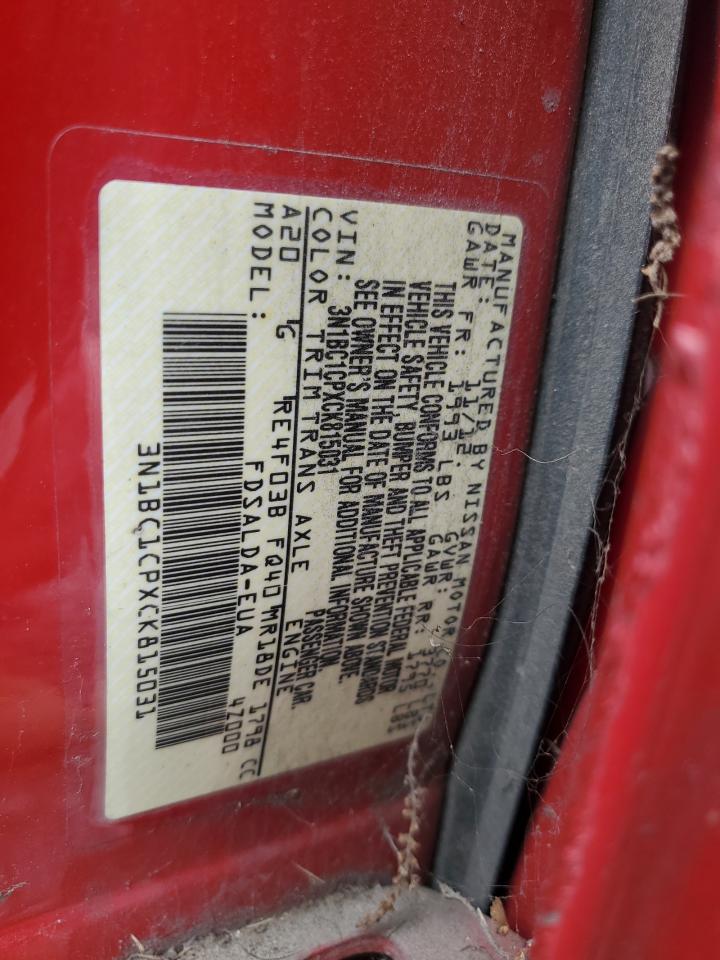 MANUFACTURED BY NISSAN MOTOR CO
DATE: 11/12. GVWR:
GAWR FR: 1993 LBS GAWR RR: 1795 LBS
THIS VEHICLE CONFORMS TO ALL APPLICABLE FEDERAL MOTOR
VEHICLE SAFETY, BUMPER AND THEFT PREVENTION STANDARDS
IN EFFECT ON THE DATE OF MANUFACTURE SHOWN ABOVE.
SEE OWNER'S MANUAL FOR ADDITIONAL INFORMATION.
VIN: 3N1BC1CPXCK815031 PASSENGER CAR.
COLOR TRIM TRANS AXLE ENGINE
A20 G RE4F03B FQ40 MR18DE 1798 CC
MODEL: FDSALDA-EUA 4Z000
3N1BC1CPXCK815031